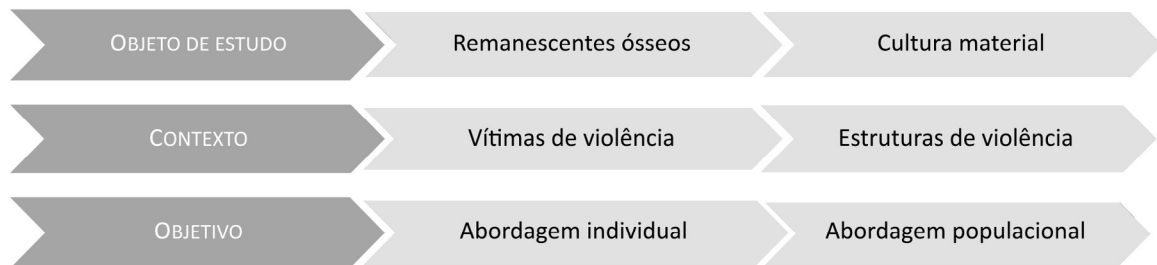 OBJETO DE ESTUDO Remanescentes ósseos Cultura material
CONTEXTO Vítimas de violência Estruturas de violência
OBJETIVO Abordagem individual Abordagem populacional